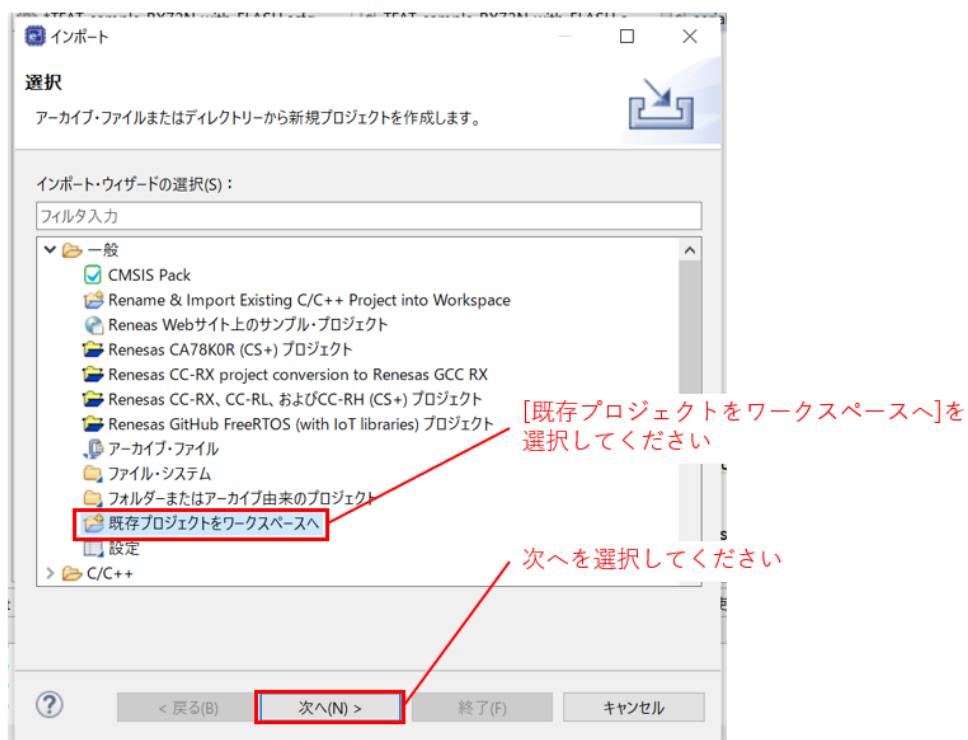 インポート
選択
アーカイブ・ファイルまたはディレクトリーから新規プロジェクトを作成します。
インポート・ウィザードの選択(S)：
フィルタ入力
一般
CMSIS Pack
Rename & Import Existing C/C++ Project into Workspace
Reneas Webサイト上のサンプル・プロジェクト
Renesas CA78K0R (CS+) プロジェクト
Renesas CC-RX project conversion to Renesas GCC RX
Renesas CC-RX、CC-RL、およびCC-RH (CS+) プロジェクト
Renesas GitHub FreeRTOS (with IoT libraries) プロジェクト
アーカイブ・ファイル
ファイル・システム
フォルダーまたはアーカイブ由来のプロジェクト
既存プロジェクトをワークスペースへ
設定
C/C++
[既存プロジェクトをワークスペースへ]を
選択してください
次へを選択してください
< 戻る(B)
次へ(N) >
終了(F)
キャンセル